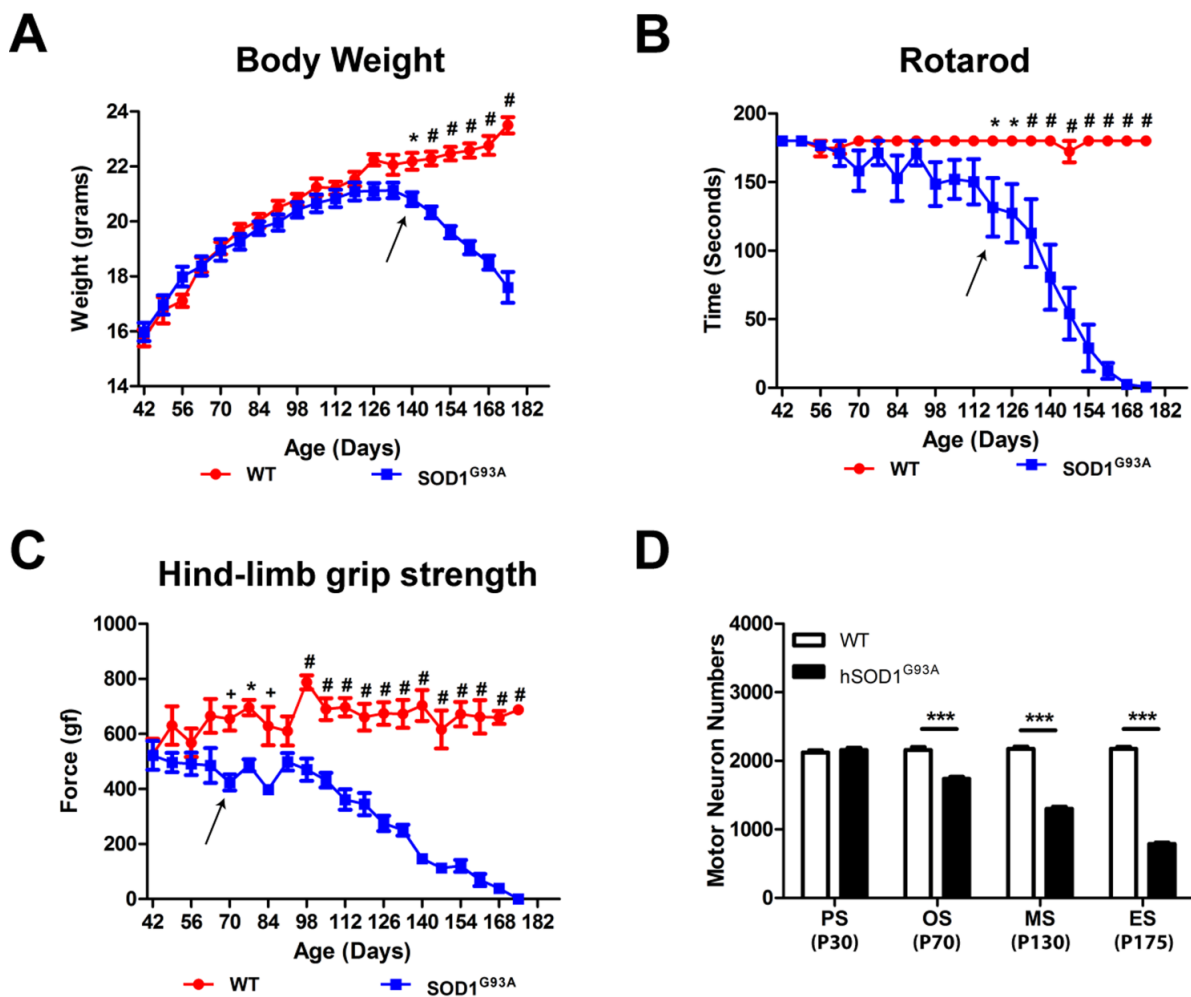 A
Body Weight
Weight (grams)
24
22
20
18
16
14
* # # # # #
42 56 70 84 98 112 126 140 154 168 182
Age (Days)
WT SOD1G93A
B
Rotarod
Time (Seconds)
200
150
100
50
0
* * # # # # # # #
42 56 70 84 98 112 126 140 154 168 182
Age (Days)
WT SOD1G93A
C
Hind-limb grip strength
Force (gf)
1000
800
600
400
200
0
+ * + # # # # # # # # # # # #
42 56 70 84 98 112 126 140 154 168 182
Age (Days)
WT SOD1G93A
D
Motor Neuron Numbers
4000
3000
2000
1000
0
WT
hSOD1G93A
*** *** ***
PS OS MS ES
(P30) (P70) (P130) (P175)